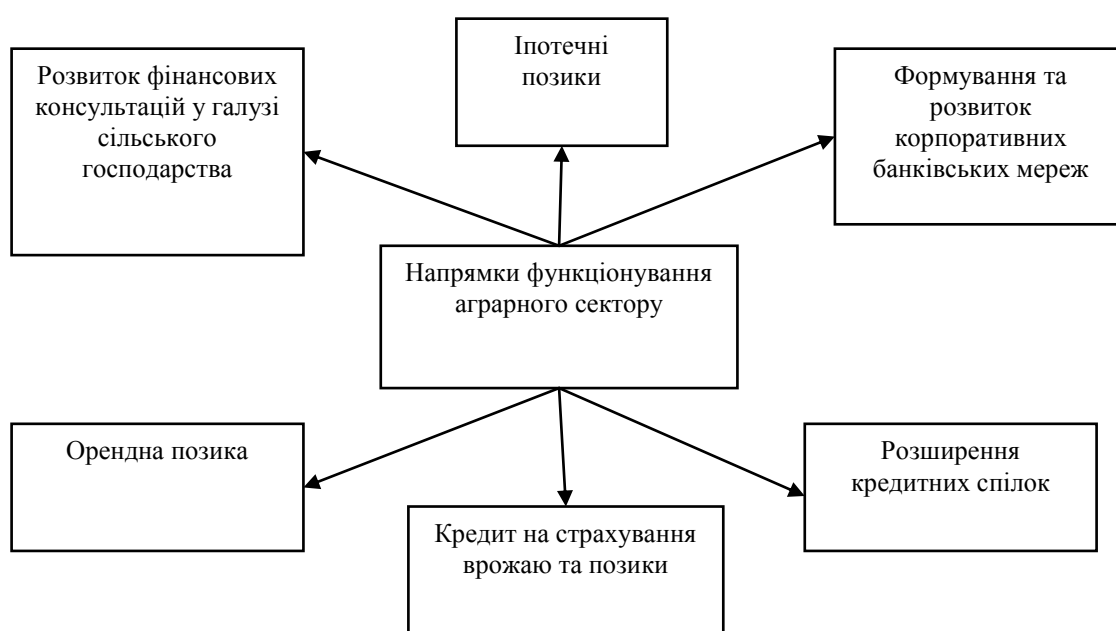 Розвиток фінансових
консультацій у галузі
сільського
господарства
Іпотечні
позики
Формування та
розвиток
корпоративних
банківських мереж
Напрямки функціонування
аграрного сектору
Орендна позика
Кредит на страхування
врожаю та позики
Розширення
кредитних спілок